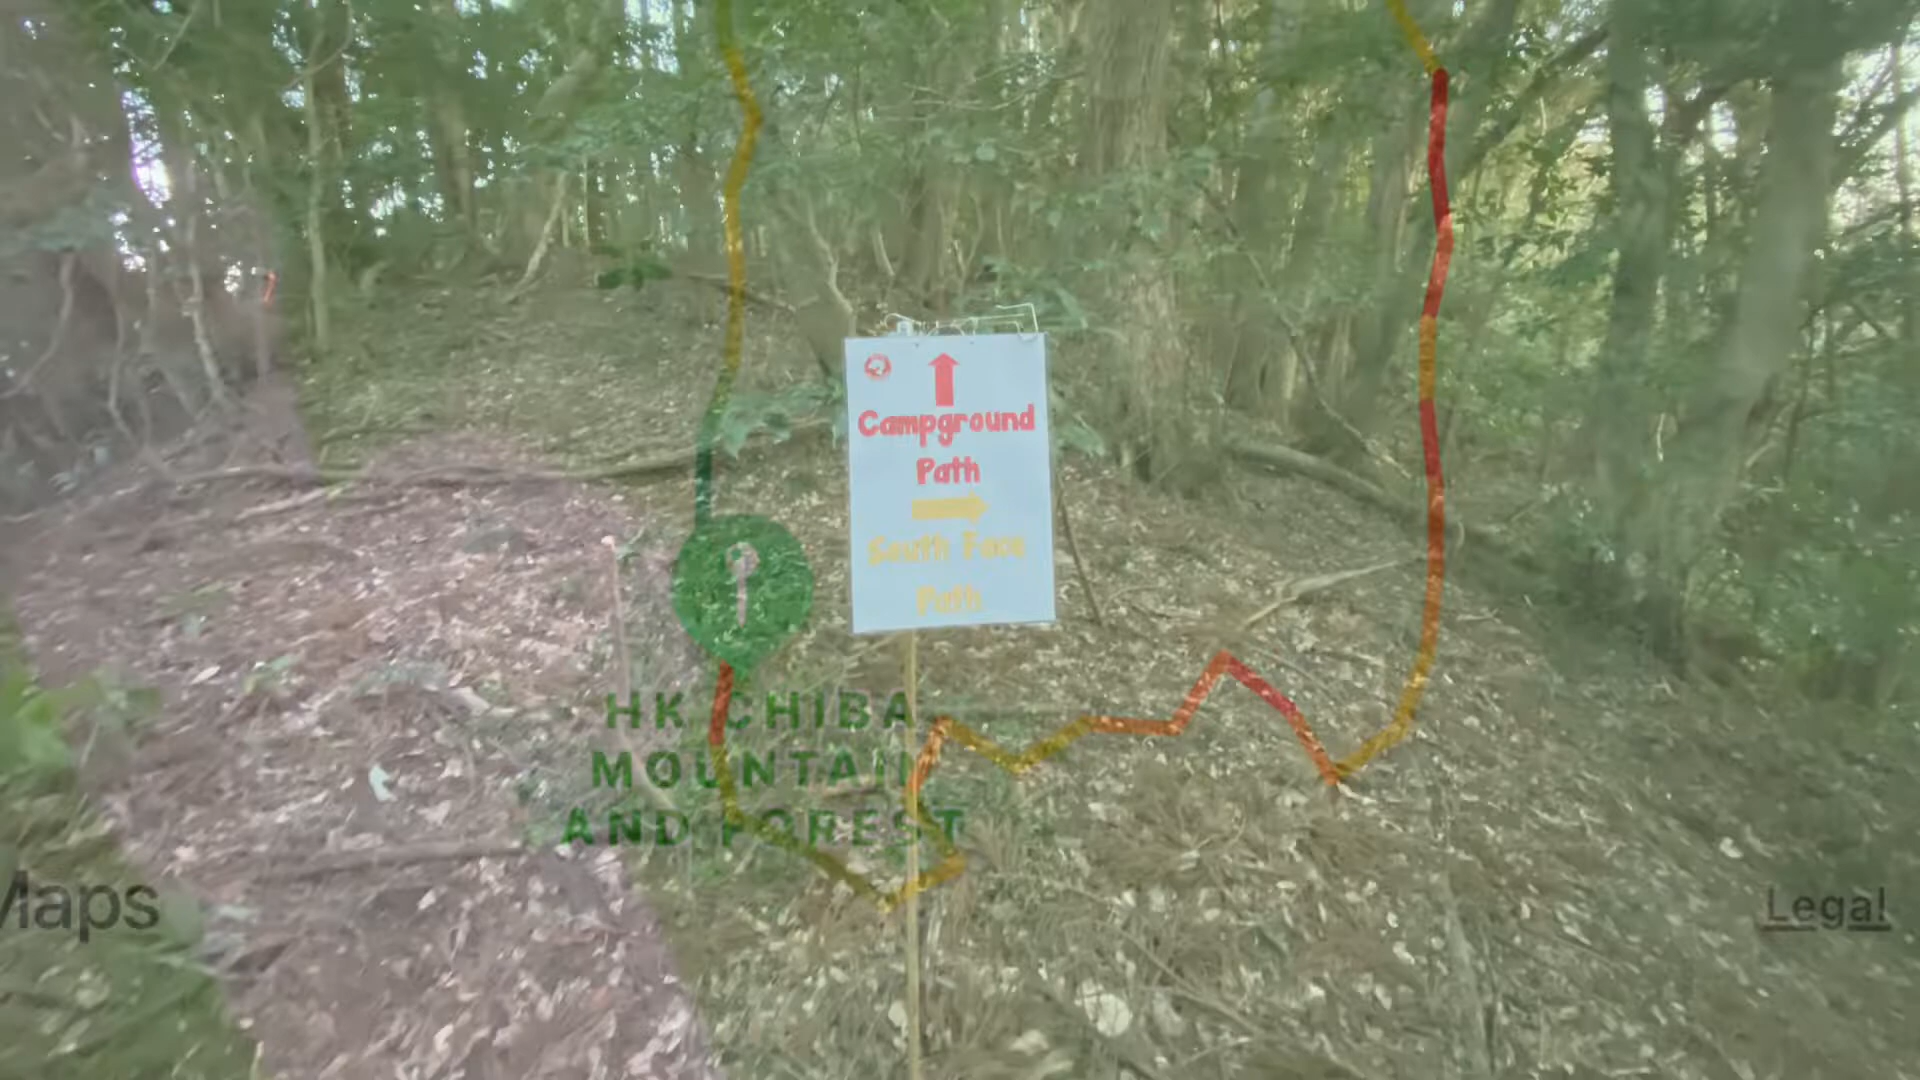 Campground
Path
South Face
Path
HK CHIBA
MOUNTAIN
AND FOREST
Maps
Legal